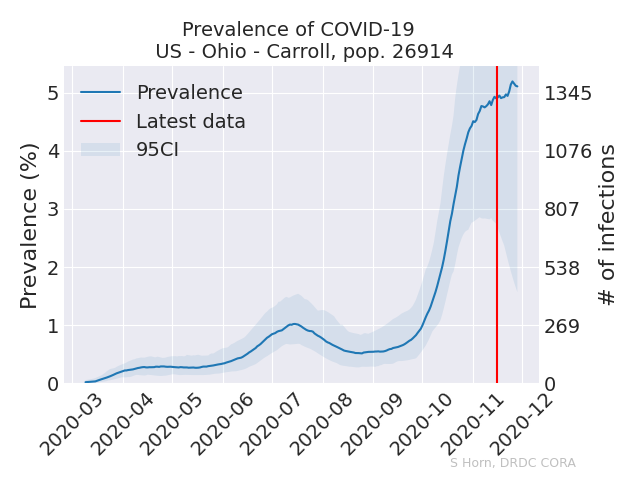 Prevalence of COVID-19
US - Ohio - Carroll, pop. 26914
Prevalence
Latest data
95CI
Prevalence (%)
5
4
3
2
1
0
1345
1076
807
538
269
0
# of infections
2020-03
2020-04
2020-05
2020-06
2020-07
2020-08
2020-09
2020-10
2020-11
2020-12
S Horn, DRDC CORA